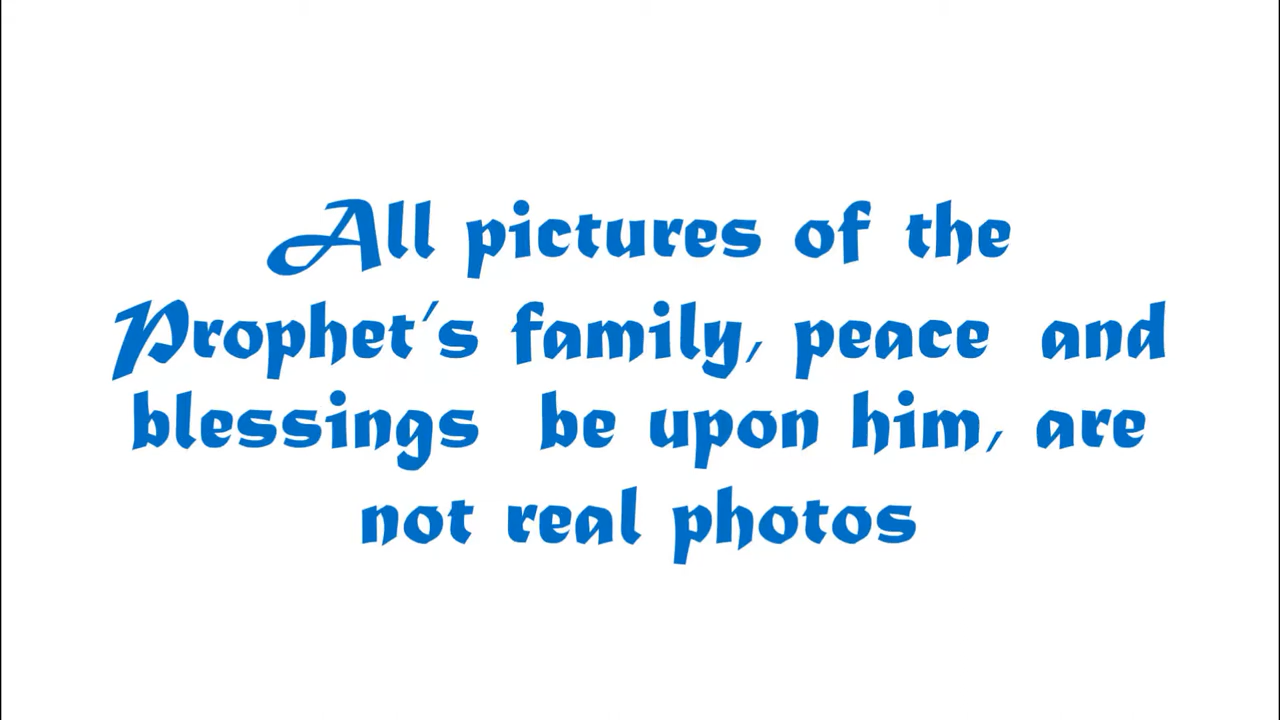 All pictures of the
Prophet's family, peace and
blessings be upon him, are
not real photos